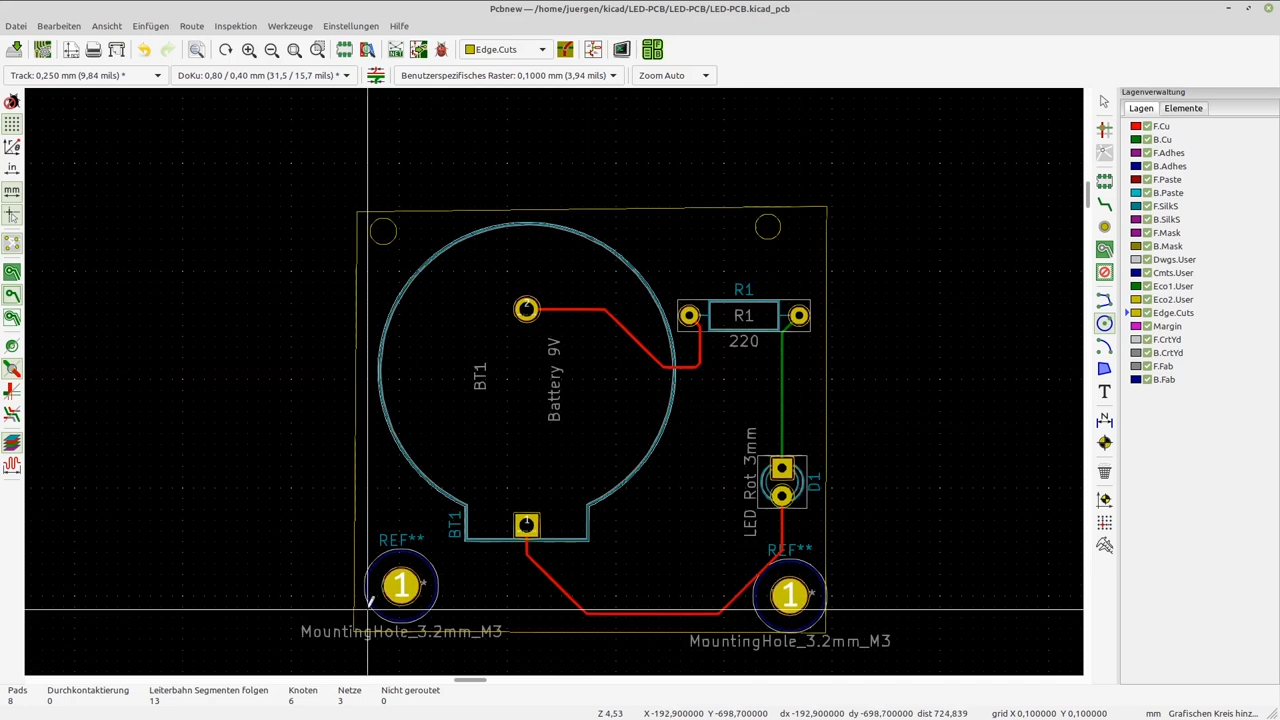 Pcbnew — /home/juergen/kicad/LED-PCB/LED-PCB/LED-PCB.kicad_pcb
Datei Bearbeiten Ansicht Einfügen Route Inspektion Werkzeuge Einstellungen Hilfe
Edge.Cuts
Track: 0,250 mm (9,84 mils) * DoKu: 0,80 / 0,40 mm (31,5 / 15,7 mils) * Benutzerspezifisches Raster: 0,1000 mm (3,94 mils) Zoom Auto
Lagenverwaltung
Lagen Elemente
F.Cu
B.Cu
F.Adhes
B.Adhes
F.Paste
B.Paste
F.SilkS
B.SilkS
F.Mask
B.Mask
Dwgs.User
Cmts.User
Eco1.User
Eco2.User
Edge.Cuts
Margin
F.CrtYd
B.CrtYd
F.Fab
B.Fab
in
mm
NET
T
N
R1
R1
220
2
BT1
Battery 9V
LED Rot 3mm
D1
BT1
1
REF**
REF**
1
*
1
*
MountingHole_3.2mm_M3
MountingHole_3.2mm_M3
Pads Durchkontaktierung Leiterbahn Segmenten folgen Knoten Netze Nicht geroutet
8 0 13 6 3 0
Z 4,53 X -192,900000 Y -698,700000 dx -192,900000 dy -698,700000 dist 724,839 grid X 0,100000 Y 0,100000 mm Grafischen Kreis hinz...